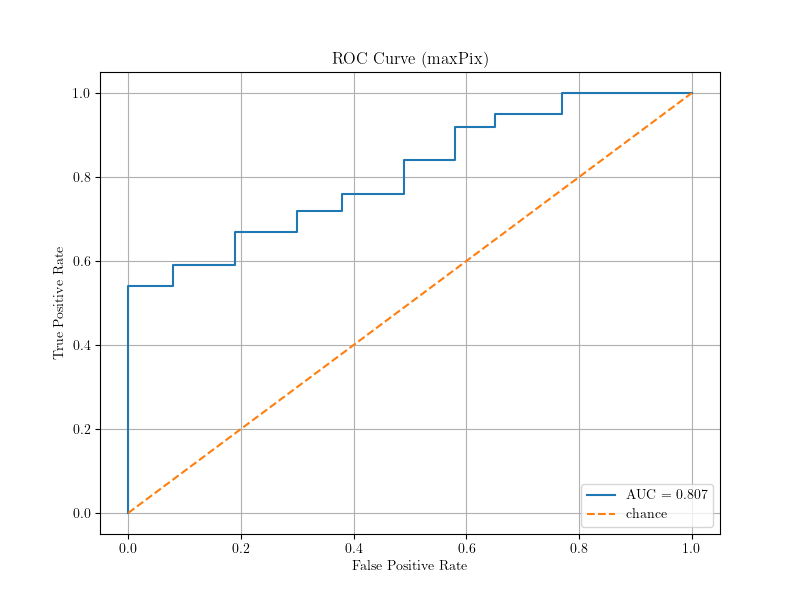 ROC Curve (maxPix)
True Positive Rate
1.0
0.8
0.6
0.4
0.2
0.0
AUC = 0.807
chance
0.0 0.2 0.4 0.6 0.8 1.0
False Positive Rate